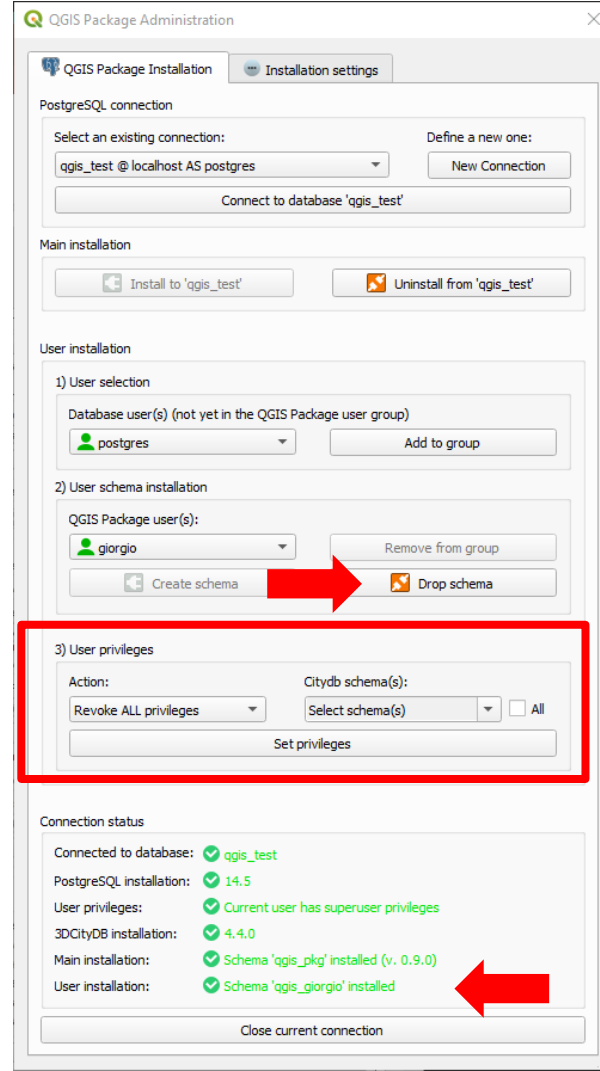 QGIS Package Administration
QGIS Package Installation
Installation settings
PostgreSQL connection
Select an existing connection:
Define a new one:
qgis_test @ localhost AS postgres
New Connection
Connect to database 'qgis_test'
Main installation
Install to 'qgis_test'
Uninstall from 'qgis_test'
User installation
1) User selection
Database user(s) (not yet in the QGIS Package user group)
postgres
Add to group
2) User schema installation
QGIS Package user(s):
giorgio
Remove from group
Create schema
Drop schema
3) User privileges
Action:
Citydb schema(s):
Revoke ALL privileges
Select schema(s)
All
Set privileges
Connection status
Connected to database:
qgis_test
PostgreSQL installation:
14.5
User privileges:
Current user has superuser privileges
3DCityDB installation:
4.4.0
Main installation:
Schema 'qgis_pkg' installed (v. 0.9.0)
User installation:
Schema 'qgis_giorgio' installed
Close current connection